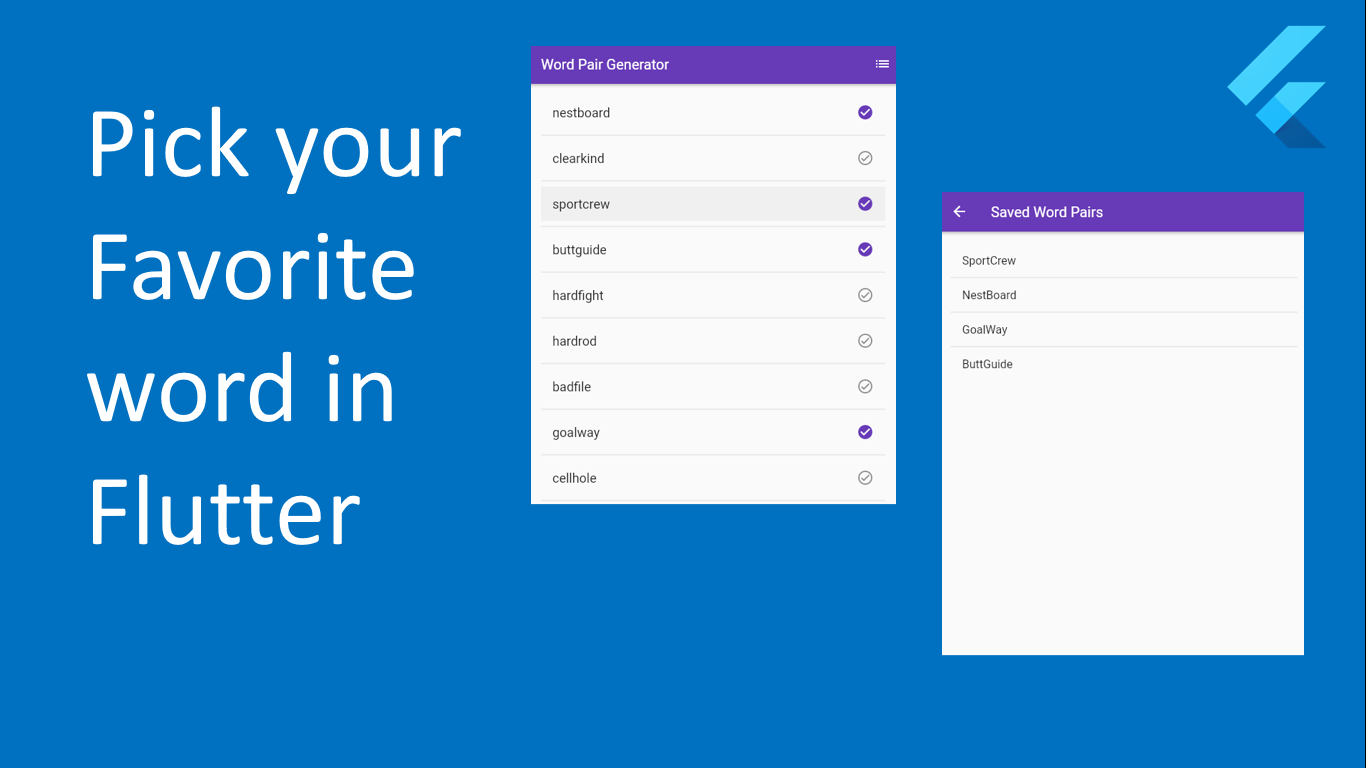 Pick your
Favorite
word in
Flutter
Word Pair Generator
nestboard
clearkind
sportcrew
buttguide
hardfight
hardrod
badfile
goalway
cellhole
Saved Word Pairs
SportCrew
NestBoard
GoalWay
ButtGuide